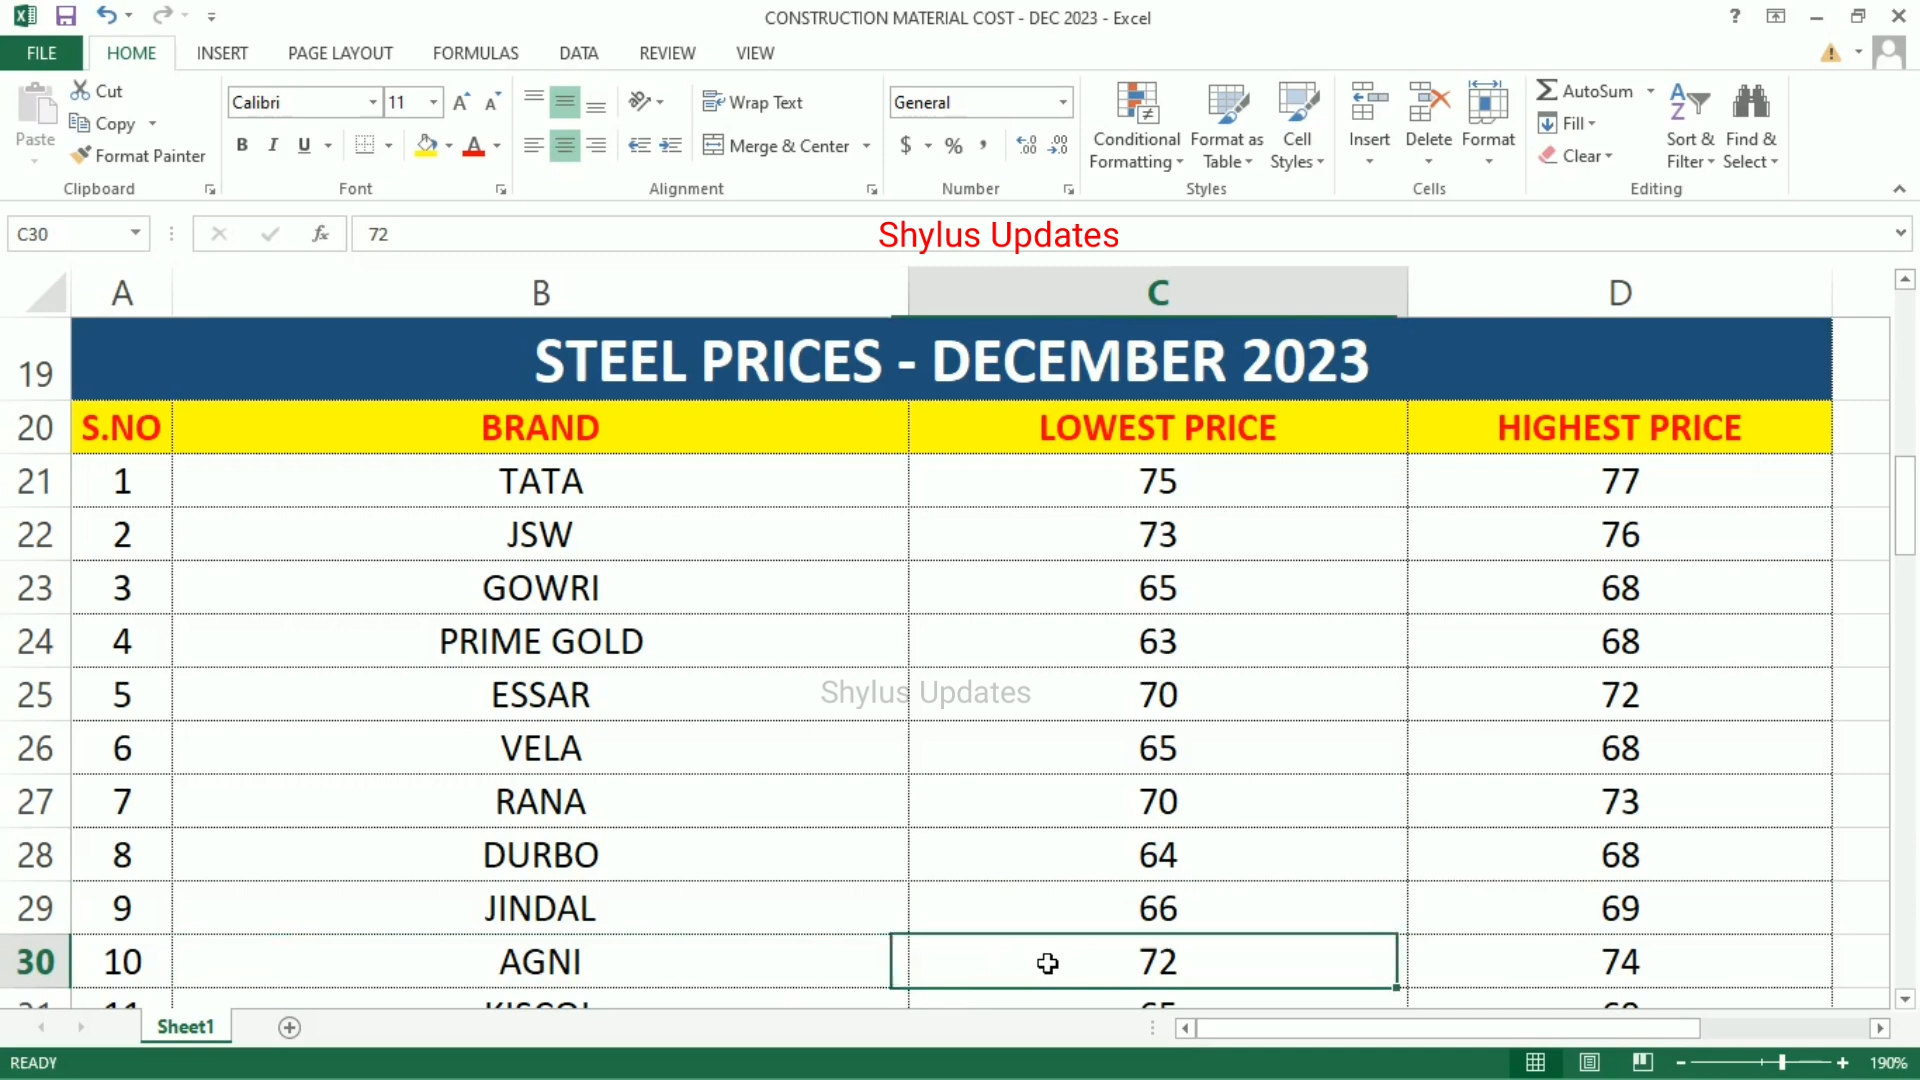 CONSTRUCTION MATERIAL COST - DEC 2023 - Excel
?
FILE HOME INSERT PAGE LAYOUT FORMULAS DATA REVIEW VIEW
Paste
Cut
Copy
Format Painter
Clipboard
Calibri 11
B I U
Font
Wrap Text
Merge & Center
Alignment
General
$ % ,
Number
Conditional Formatting
Format as Table
Cell Styles
Styles
Insert Delete Format
Cells
AutoSum
Fill
Clear
Sort & Filter
Find & Select
Editing
C30 fx 72
Shylus Updates
A B C D
19 STEEL PRICES - DECEMBER 2023
20 S.NO BRAND LOWEST PRICE HIGHEST PRICE
21 1 TATA 75 77
22 2 JSW 73 76
23 3 GOWRI 65 68
24 4 PRIME GOLD 63 68
25 5 ESSAR 70 72
Shylus Updates
26 6 VELA 65 68
27 7 RANA 70 73
28 8 DURBO 64 68
29 9 JINDAL 66 69
30 10 AGNI 72 74
Sheet1
READY 190%